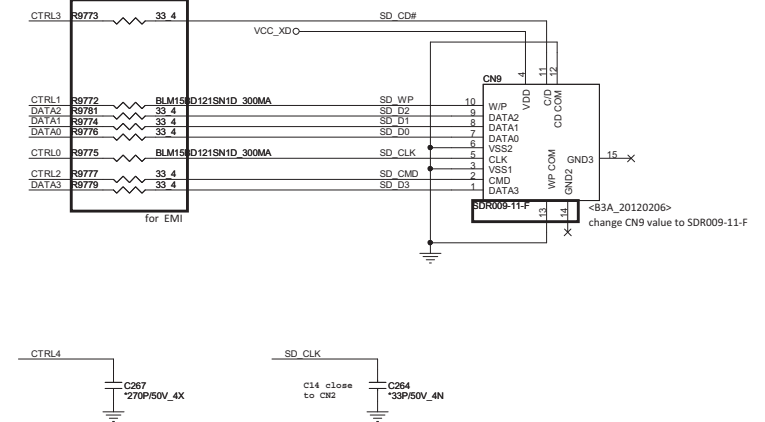 CTRL3 R9773 33_4 SD_CD#
VCC_XD
CN9
4 11 12
VDD C/D CD COM
CTRL1 R9772 BLM15BD121SN1D_300MA SD_WP 10 W/P
DATA2 R9781 33_4 SD_D2 9 DATA2
DATA1 R9774 33_4 SD_D1 8 DATA1
DATA0 R9776 33_4 SD_D0 7 DATA0
6 VSS2
CTRL0 R9775 BLM15BD121SN1D_300MA SD_CLK 5 CLK
GND3 15
3 VSS1
CTRL2 R9777 33_4 SD_CMD 2 CMD
DATA3 R9779 33_4 SD_D3 1 DATA3
WP COM GND2
13 14
SDR009-11-F
for EMI
<B3A_20120206>
change CN9 value to SDR009-11-F
CTRL4
C267
*270P/50V_4X
SD_CLK
C14 close
to CN2
C264
*33P/50V_4N